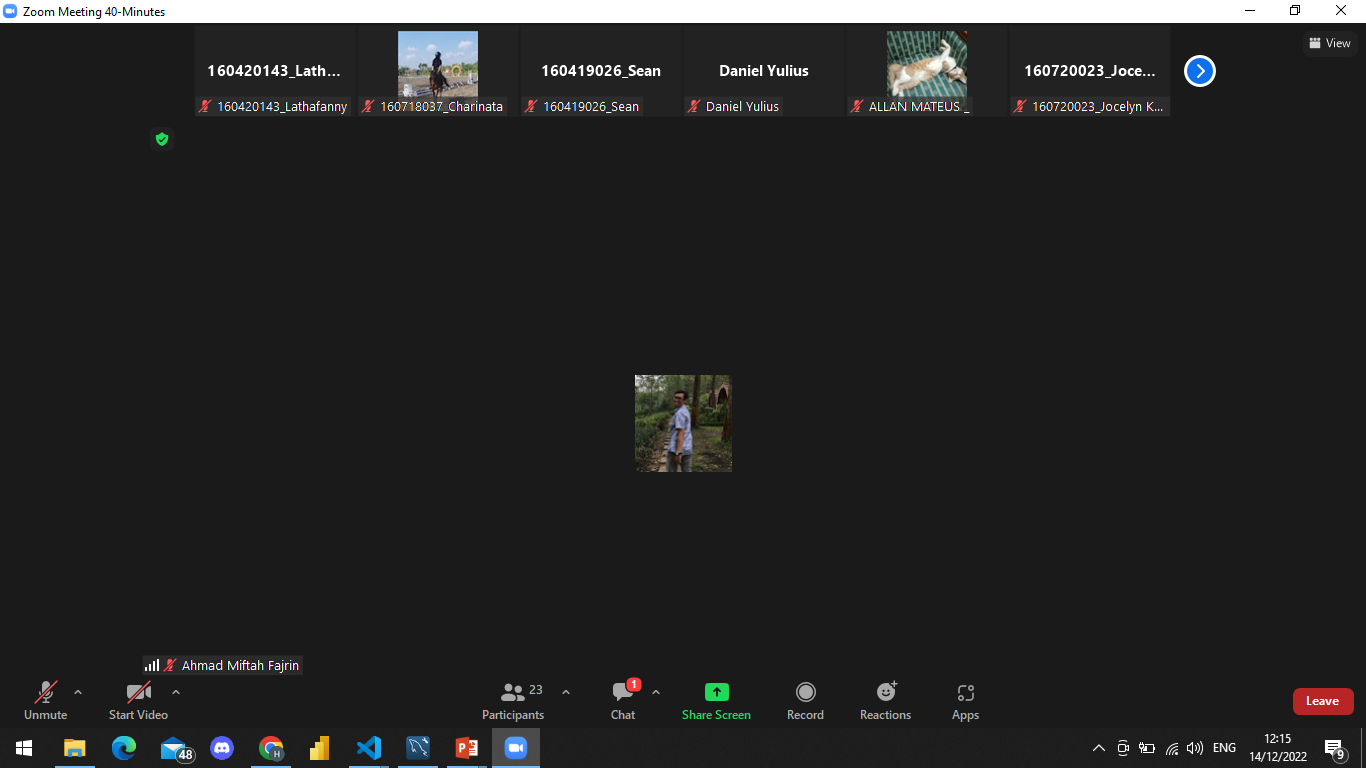 Zoom Meeting 40-Minutes
View
160420143_Lath...
160419026_Sean
Daniel Yulius
160720023_Joce...
160420143_Lathafanny
160718037_Charinata
160419026_Sean
Daniel Yulius
ALLAN MATEUS _
160720023_Jocelyn K...
Ahmad Miftah Fajrin
23
1
Unmute
Start Video
Participants
Chat
Share Screen
Record
Reactions
Apps
Leave
48
H
ENG
12:15
14/12/2022
9